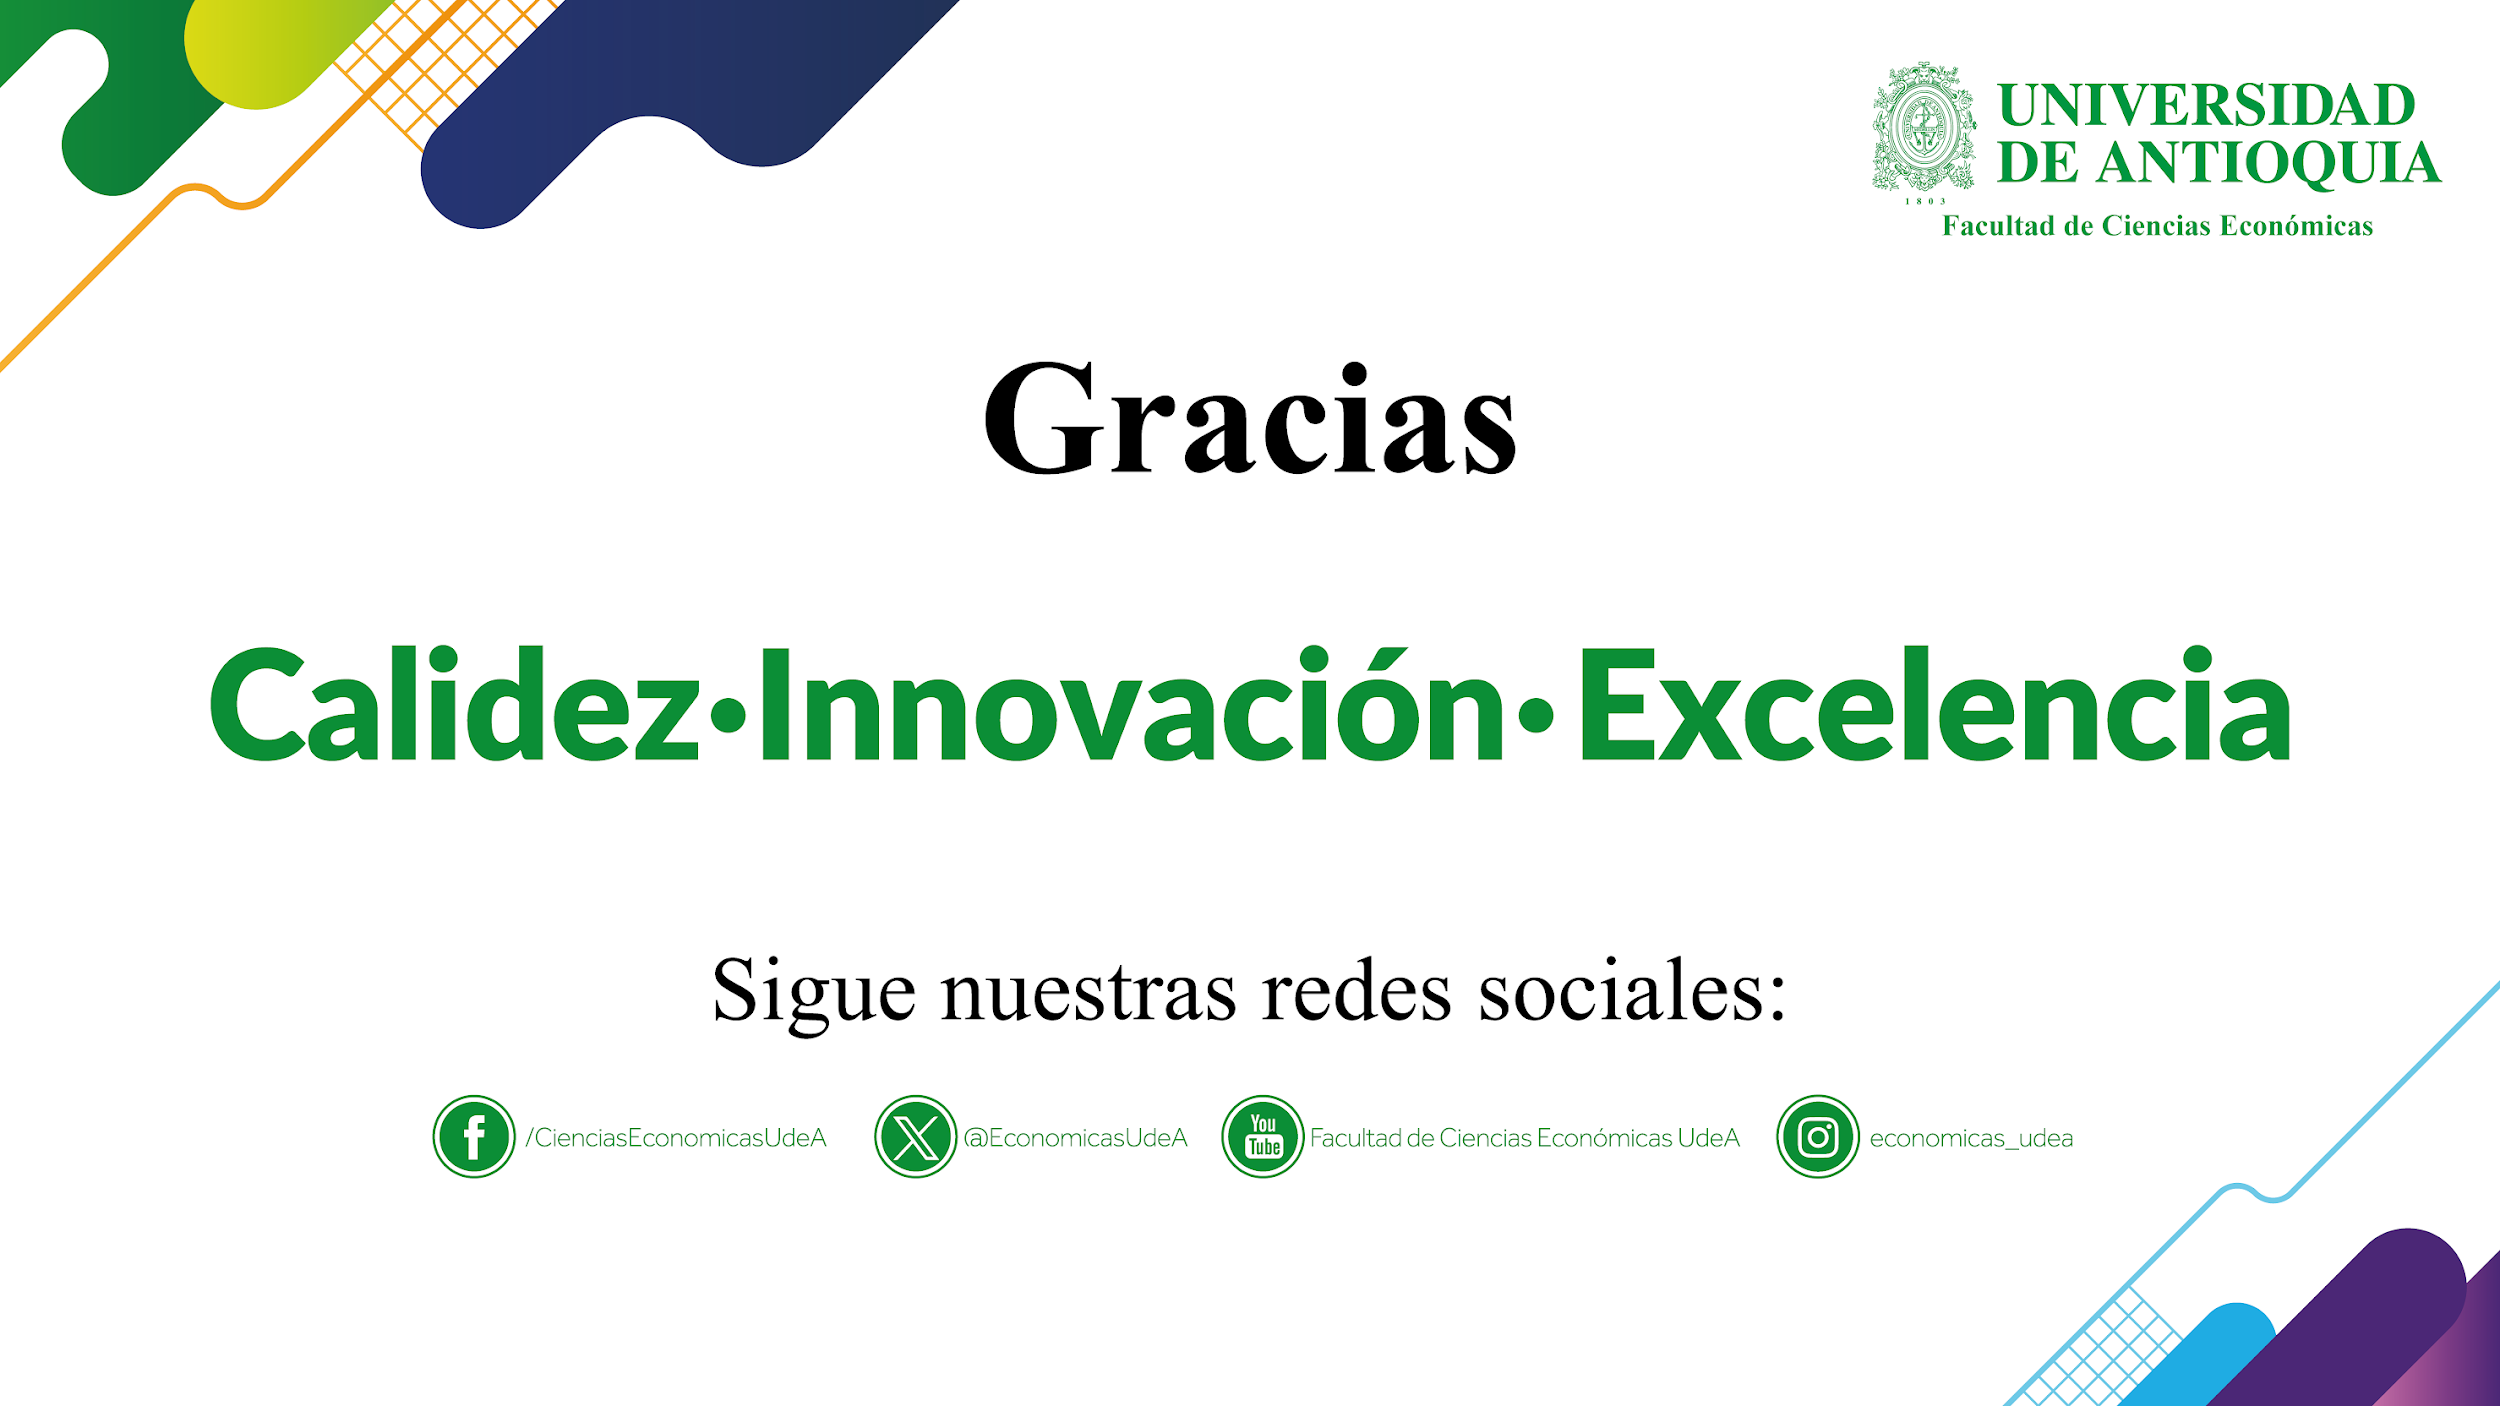 UNIVERSIDAD
DE ANTIOQUIA
1803
Facultad de Ciencias Económicas
Gracias
Calidez·Innovación·Excelencia
Sigue nuestras redes sociales:
f /CienciasEconomicasUdeA X @EconomicasUdeA You Tube Facultad de Ciencias Económicas UdeA economicas_udea